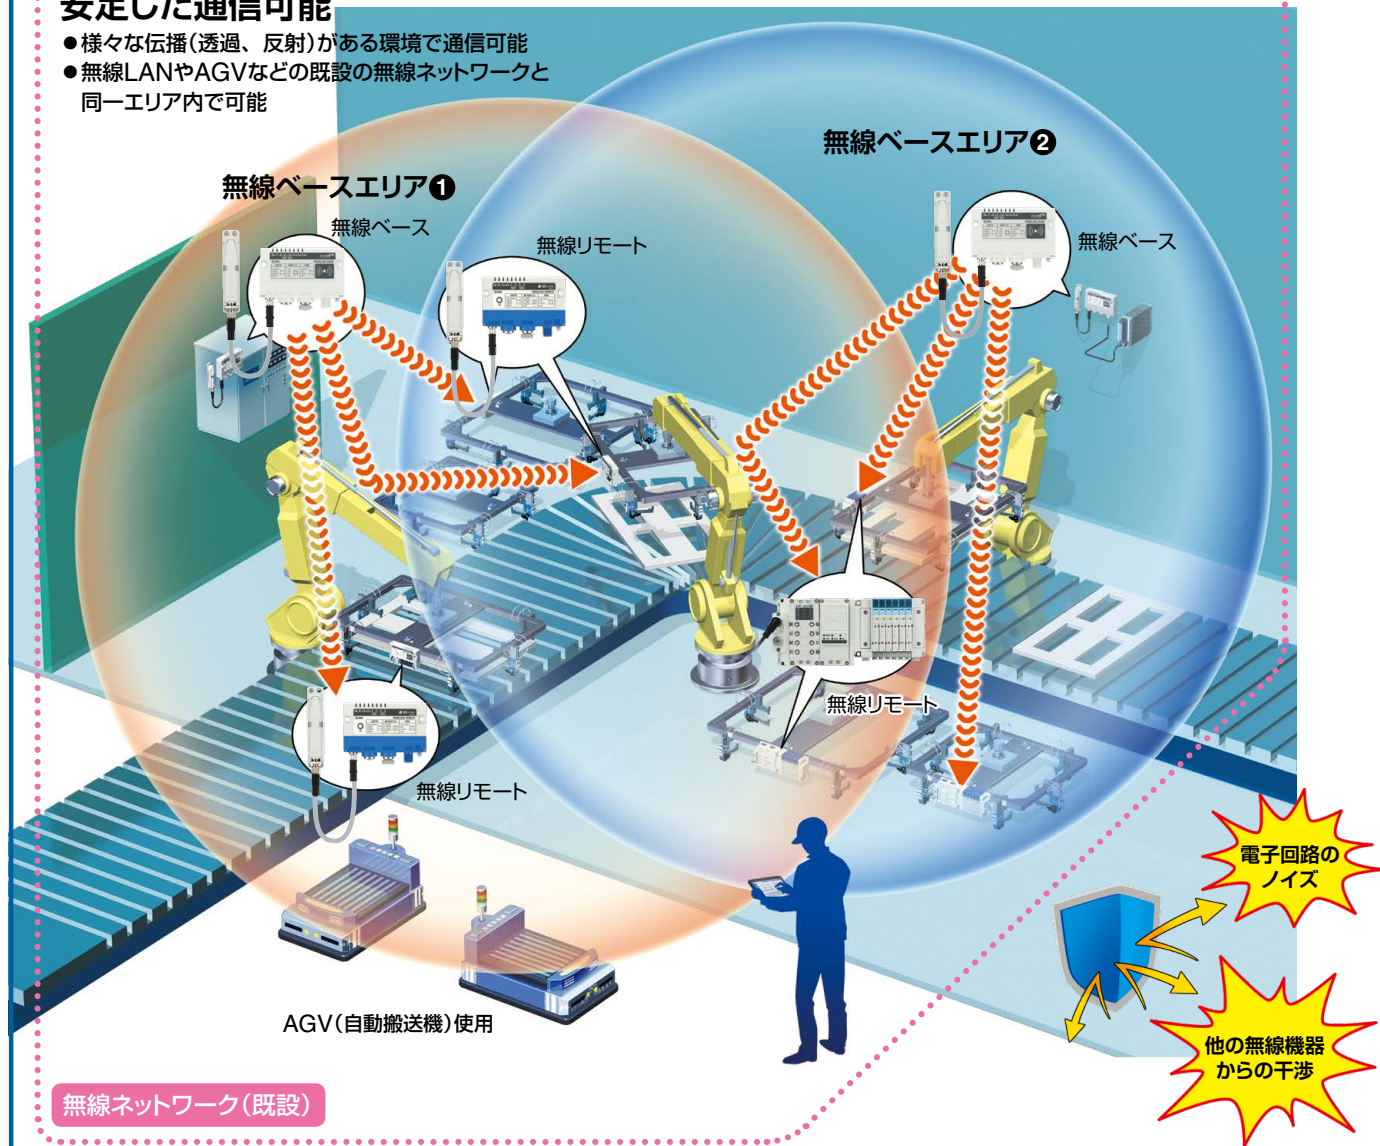 安定した通信可能
●様々な伝播(透過、反射)がある環境で通信可能
●無線LANやAGVなどの既設の無線ネットワークと
同一エリア内で可能
無線ベースエリア❷
無線ベースエリア❶
無線ベース
無線リモート
無線ベース
無線リモート
無線リモート
電子回路の
ノイズ
AGV(自動搬送機)使用
他の無線機器
からの干渉
無線ネットワーク(既設)